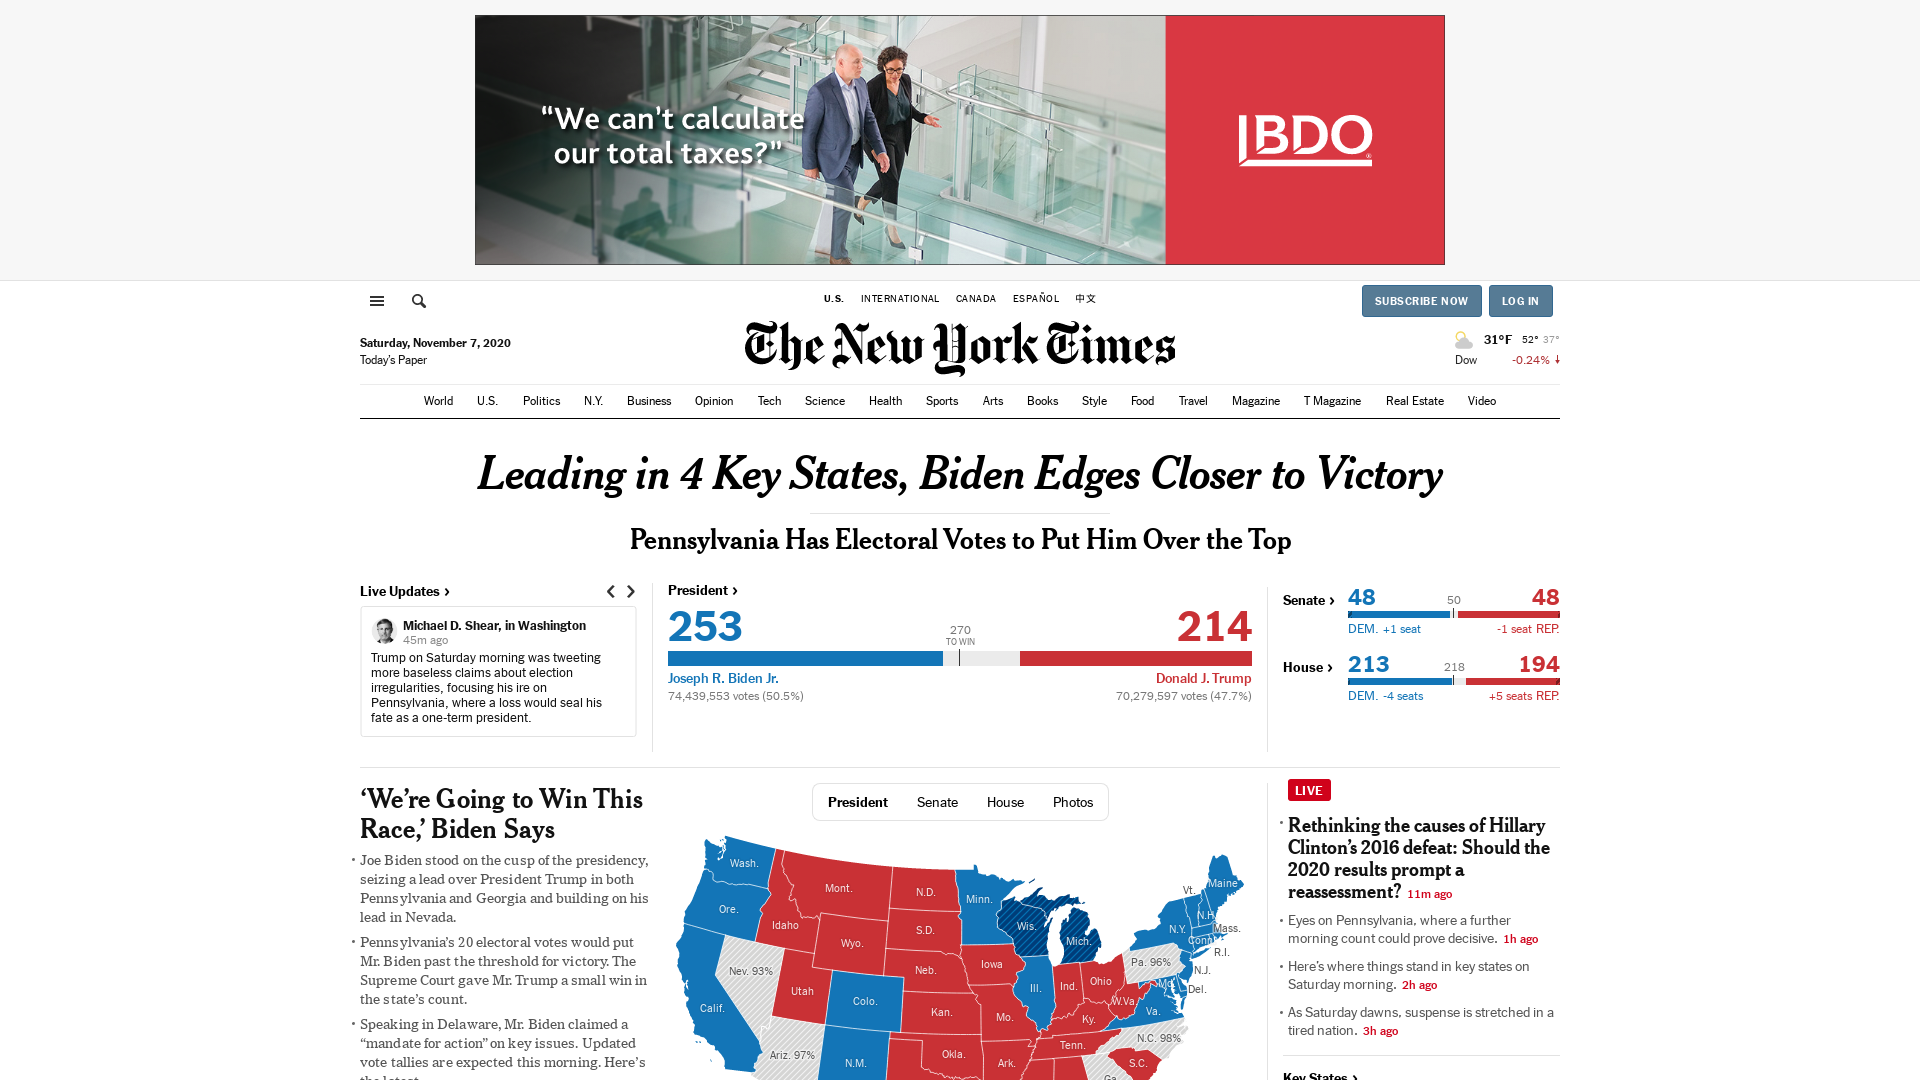 “We can’t calculate
our total taxes?”
IBDO
U.S.
INTERNATIONAL
CANADA
ESPAÑOL
中文
SUBSCRIBE NOW
LOG IN
Saturday, November 7, 2020
Today’s Paper
The New York Times
31°F 52° 37°
Dow -0.24%
World
U.S.
Politics
N.Y.
Business
Opinion
Tech
Science
Health
Sports
Arts
Books
Style
Food
Travel
Magazine
T Magazine
Real Estate
Video
Leading in 4 Key States, Biden Edges Closer to Victory
Pennsylvania Has Electoral Votes to Put Him Over the Top
Live Updates ›
Michael D. Shear, in Washington
45m ago
Trump on Saturday morning was tweeting
more baseless claims about election
irregularities, focusing his ire on
Pennsylvania, where a loss would seal his
fate as a one-term president.
President ›
253
270
TO WIN
214
Joseph R. Biden Jr.
Donald J. Trump
74,439,553 votes (50.5%)
70,279,597 votes (47.7%)
Senate ›
48
50
48
DEM. +1 seat
-1 seat REP.
House ›
213
218
194
DEM. -4 seats
+5 seats REP.
‘We’re Going to Win This
Race,’ Biden Says
• Joe Biden stood on the cusp of the presidency,
seizing a lead over President Trump in both
Pennsylvania and Georgia and building on his
lead in Nevada.
• Pennsylvania’s 20 electoral votes would put
Mr. Biden past the threshold for victory. The
Supreme Court gave Mr. Trump a small win in
the state’s count.
• Speaking in Delaware, Mr. Biden claimed a
“mandate for action” on key issues. Updated
vote tallies are expected this morning. Here’s
the latest.
President
Senate
House
Photos
Wash.
Mont.
N.D.
Minn.
Vt.
Maine
Ore.
Idaho
S.D.
Wis.
N.H.
Wyo.
Mich.
N.Y.
Mass.
Conn.
R.I.
Nev. 93%
Neb.
Iowa
Pa. 96%
N.J.
Utah
Colo.
Ill.
Ind.
Ohio
Md.
Del.
Calif.
Kan.
Mo.
W.Va.
Va.
Ky.
Ariz. 97%
N.M.
Okla.
Ark.
Tenn.
N.C. 98%
S.C.
Ga.
LIVE
• Rethinking the causes of Hillary
Clinton’s 2016 defeat: Should the
2020 results prompt a
reassessment? 11m ago
• Eyes on Pennsylvania, where a further
morning count could prove decisive. 1h ago
• Here’s where things stand in key states on
Saturday morning. 2h ago
• As Saturday dawns, suspense is stretched in a
tired nation. 3h ago
Key States ›